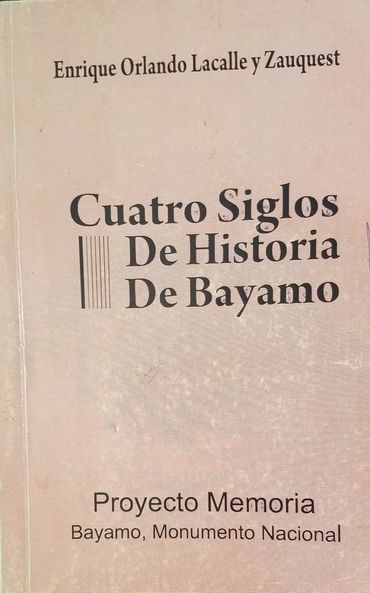 Enrique Orlando Lacalle y Zauquest
Cuatro Siglos
De Historia
De Bayamo
Proyecto Memoria
Bayamo, Monumento Nacional